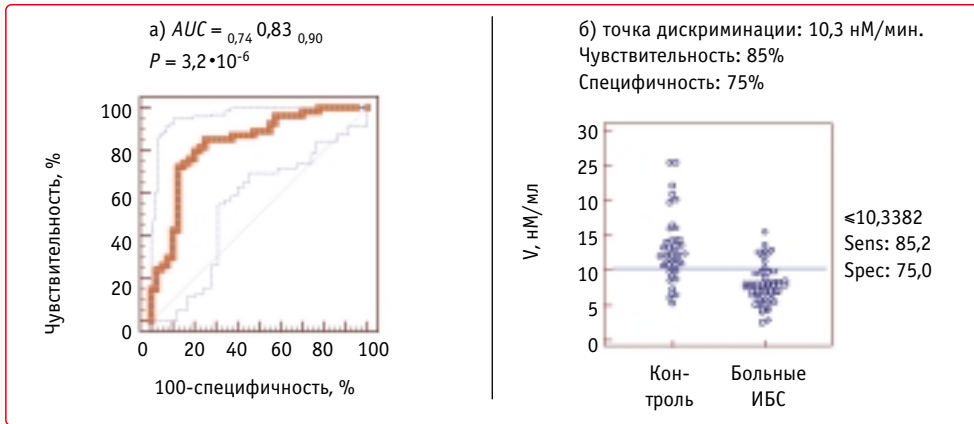 а) AUC = 0,74 0,83 0,90
P = 3,2•10-6
100
80
60
40
20
0
Чувствительность, %
0 20 40 60 80 100
100-специфичность, %
б) точка дискриминации: 10,3 нМ/мин.
Чувствительность: 85%
Специфичность: 75%
30
25
20
15
10
5
0
V, нМ/мл
Кон-
троль
Больные
ИБС
≤10,3382
Sens: 85,2
Spec: 75,0